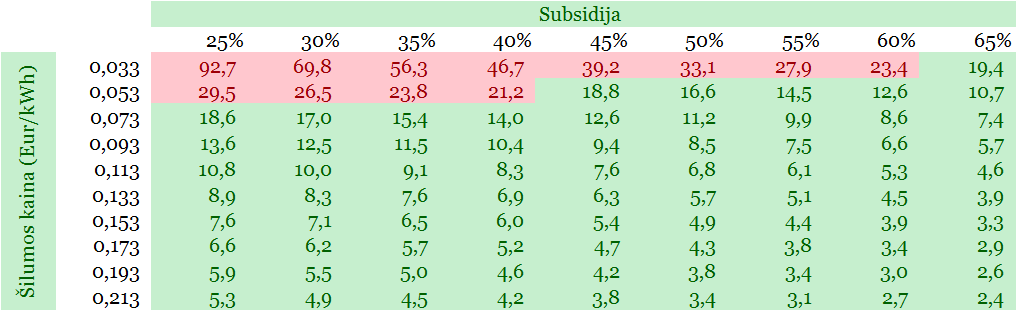 Subsidija
25% 30% 35% 40% 45% 50% 55% 60% 65%
Šilumos kaina (Eur/kWh)
0,033 92,7 69,8 56,3 46,7 39,2 33,1 27,9 23,4 19,4
0,053 29,5 26,5 23,8 21,2 18,8 16,6 14,5 12,6 10,7
0,073 18,6 17,0 15,4 14,0 12,6 11,2 9,9 8,6 7,4
0,093 13,6 12,5 11,5 10,4 9,4 8,5 7,5 6,6 5,7
0,113 10,8 10,0 9,1 8,3 7,6 6,8 6,1 5,3 4,6
0,133 8,9 8,3 7,6 6,9 6,3 5,7 5,1 4,5 3,9
0,153 7,6 7,1 6,5 6,0 5,4 4,9 4,4 3,9 3,3
0,173 6,6 6,2 5,7 5,2 4,7 4,3 3,8 3,4 2,9
0,193 5,9 5,5 5,0 4,6 4,2 3,8 3,4 3,0 2,6
0,213 5,3 4,9 4,5 4,2 3,8 3,4 3,1 2,7 2,4